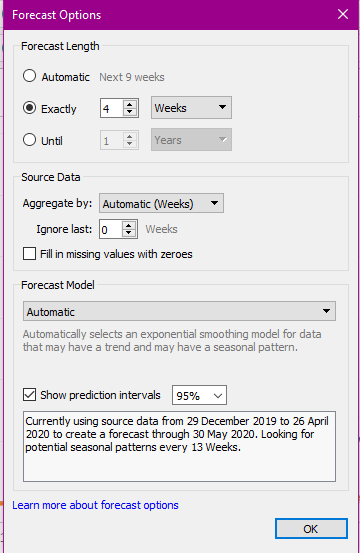 Forecast Options
Forecast Length
Automatic Next 9 weeks
Exactly 4 Weeks
Until 1 Years
Source Data
Aggregate by: Automatic (Weeks)
Ignore last: 0 Weeks
Fill in missing values with zeroes
Forecast Model
Automatic
Automatically selects an exponential smoothing model for data
that may have a trend and may have a seasonal pattern.
Show prediction intervals 95%
Currently using source data from 29 December 2019 to 26 April
2020 to create a forecast through 30 May 2020. Looking for
potential seasonal patterns every 13 Weeks.
Learn more about forecast options
OK